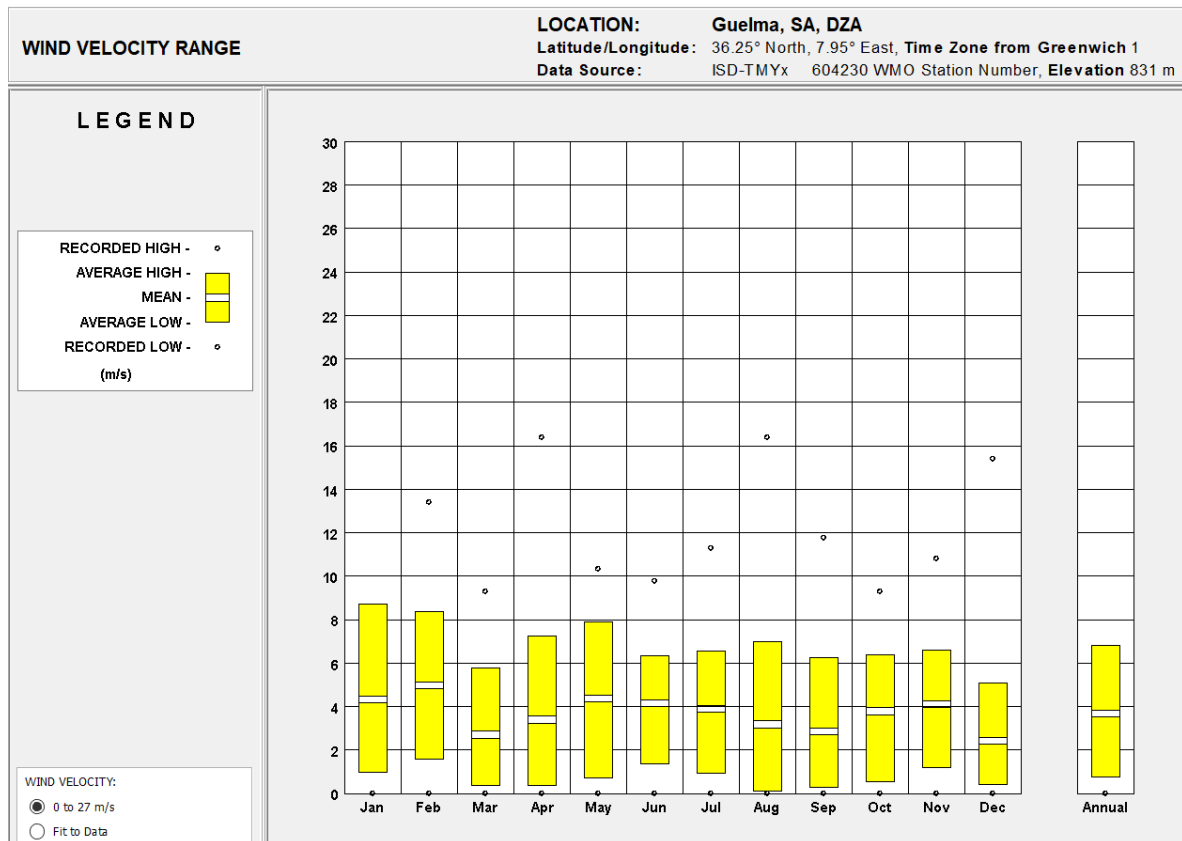 WIND VELOCITY RANGE
LOCATION: Guelma, SA, DZA
Latitude/Longitude: 36.25° North, 7.95° East, Time Zone from Greenwich 1
Data Source: ISD-TMYx 604230 WMO Station Number, Elevation 831 m
LEGEND
RECORDED HIGH -
AVERAGE HIGH -
MEAN -
AVERAGE LOW -
RECORDED LOW -
(m/s)
30
28
26
24
22
20
18
16
14
12
10
8
6
4
2
0
Jan Feb Mar Apr May Jun Jul Aug Sep Oct Nov Dec Annual
WIND VELOCITY:
0 to 27 m/s
Fit to Data